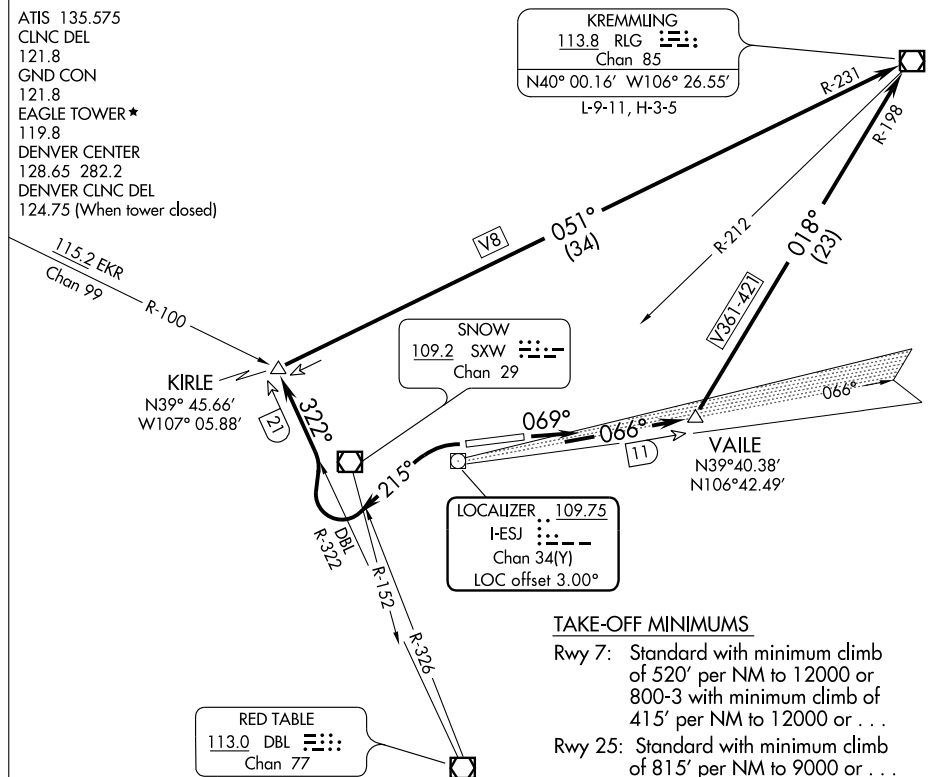 ATIS 135.575
CLNC DEL
121.8
GND CON
121.8
EAGLE TOWER★
119.8
DENVER CENTER
128.65 282.2
DENVER CLNC DEL
124.75 (When tower closed)
KREMMLING
113.8 RLG
Chan 85
N40° 00.16′ W106° 26.55′
L-9-11, H-3-5
R-231
R-198
R-212
051°
(34)
V8
018°
(23)
V361-421
115.2 EKR
Chan 99
R-100
KIRLE
N39° 45.66′
W107° 05.88′
21
322°
SNOW
109.2 SXW
Chan 29
069°
066°
066°
11
VAILE
N39°40.38′
N106°42.49′
215°
LOCALIZER 109.75
I-ESJ
Chan 34(Y)
LOC offset 3.00°
DBL
R-322
R-152
R-326
RED TABLE
113.0 DBL
Chan 77
TAKE-OFF MINIMUMS
Rwy 7: Standard with minimum climb
of 520′ per NM to 12000 or
800-3 with minimum climb of
415′ per NM to 12000 or . . .
Rwy 25: Standard with minimum climb
of 815′ per NM to 9000 or . . .